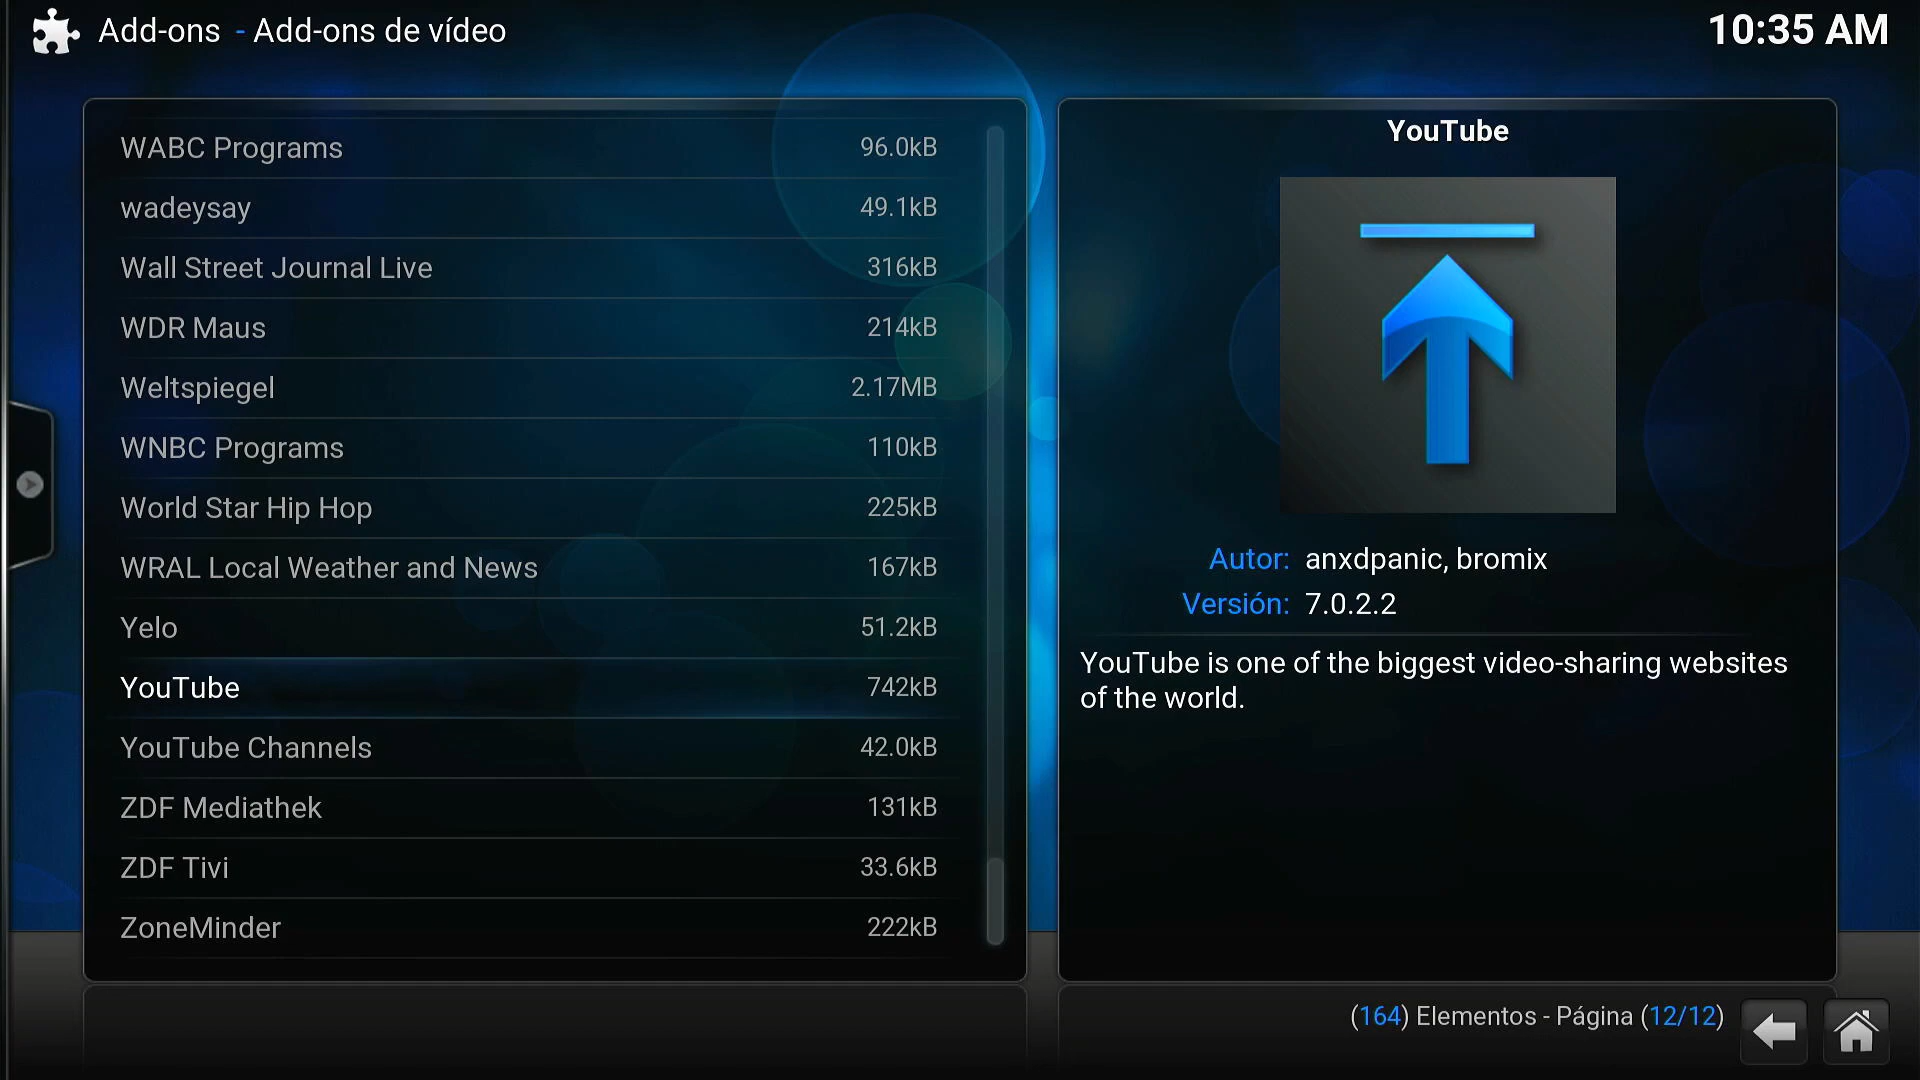 Add-ons - Add-ons de vídeo
10:35 AM
WABC Programs 96.0kB
wadeysay 49.1kB
Wall Street Journal Live 316kB
WDR Maus 214kB
Weltspiegel 2.17MB
WNBC Programs 110kB
World Star Hip Hop 225kB
WRAL Local Weather and News 167kB
Yelo 51.2kB
YouTube 742kB
YouTube Channels 42.0kB
ZDF Mediathek 131kB
ZDF Tivi 33.6kB
ZoneMinder 222kB
YouTube
Autor: anxdpanic, bromix
Versión: 7.0.2.2
YouTube is one of the biggest video-sharing websites
of the world.
(164) Elementos - Página (12/12)